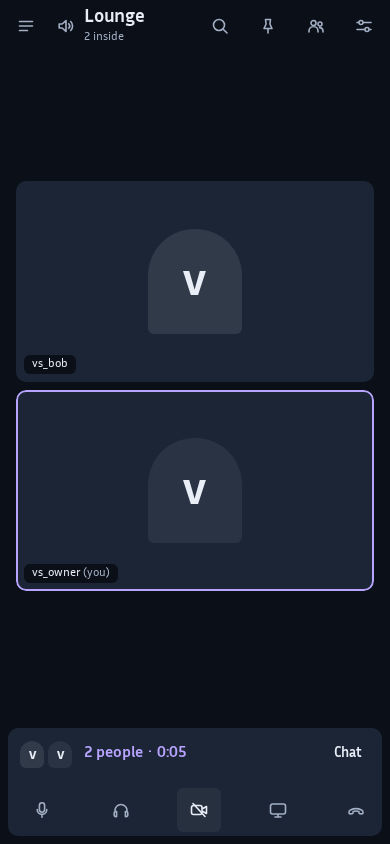 Lounge
2 inside
V
vs_bob
V
vs_owner (you)
V V 2 people · 0:05 Chat